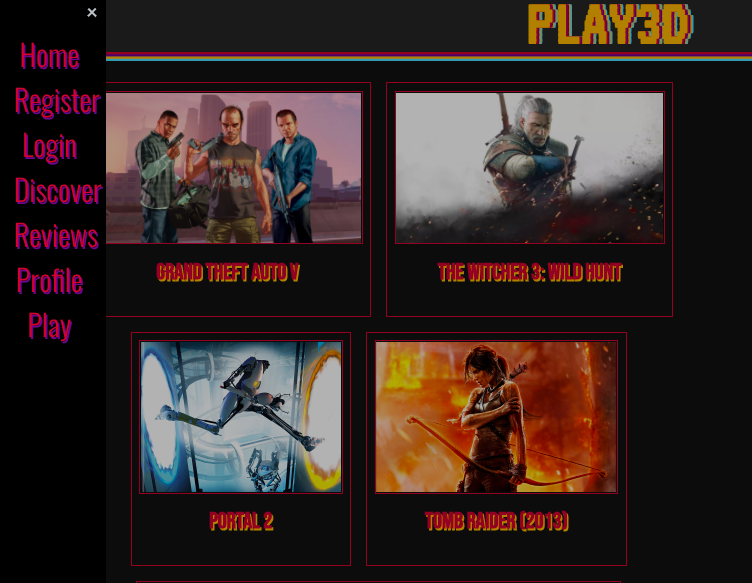 ×
PLAY3D
Home
Register
Login
Discover
Reviews
Profile
Play
GRAND THEFT AUTO V
THE WITCHER 3: WILD HUNT
PORTAL 2
TOMB RAIDER (2013)